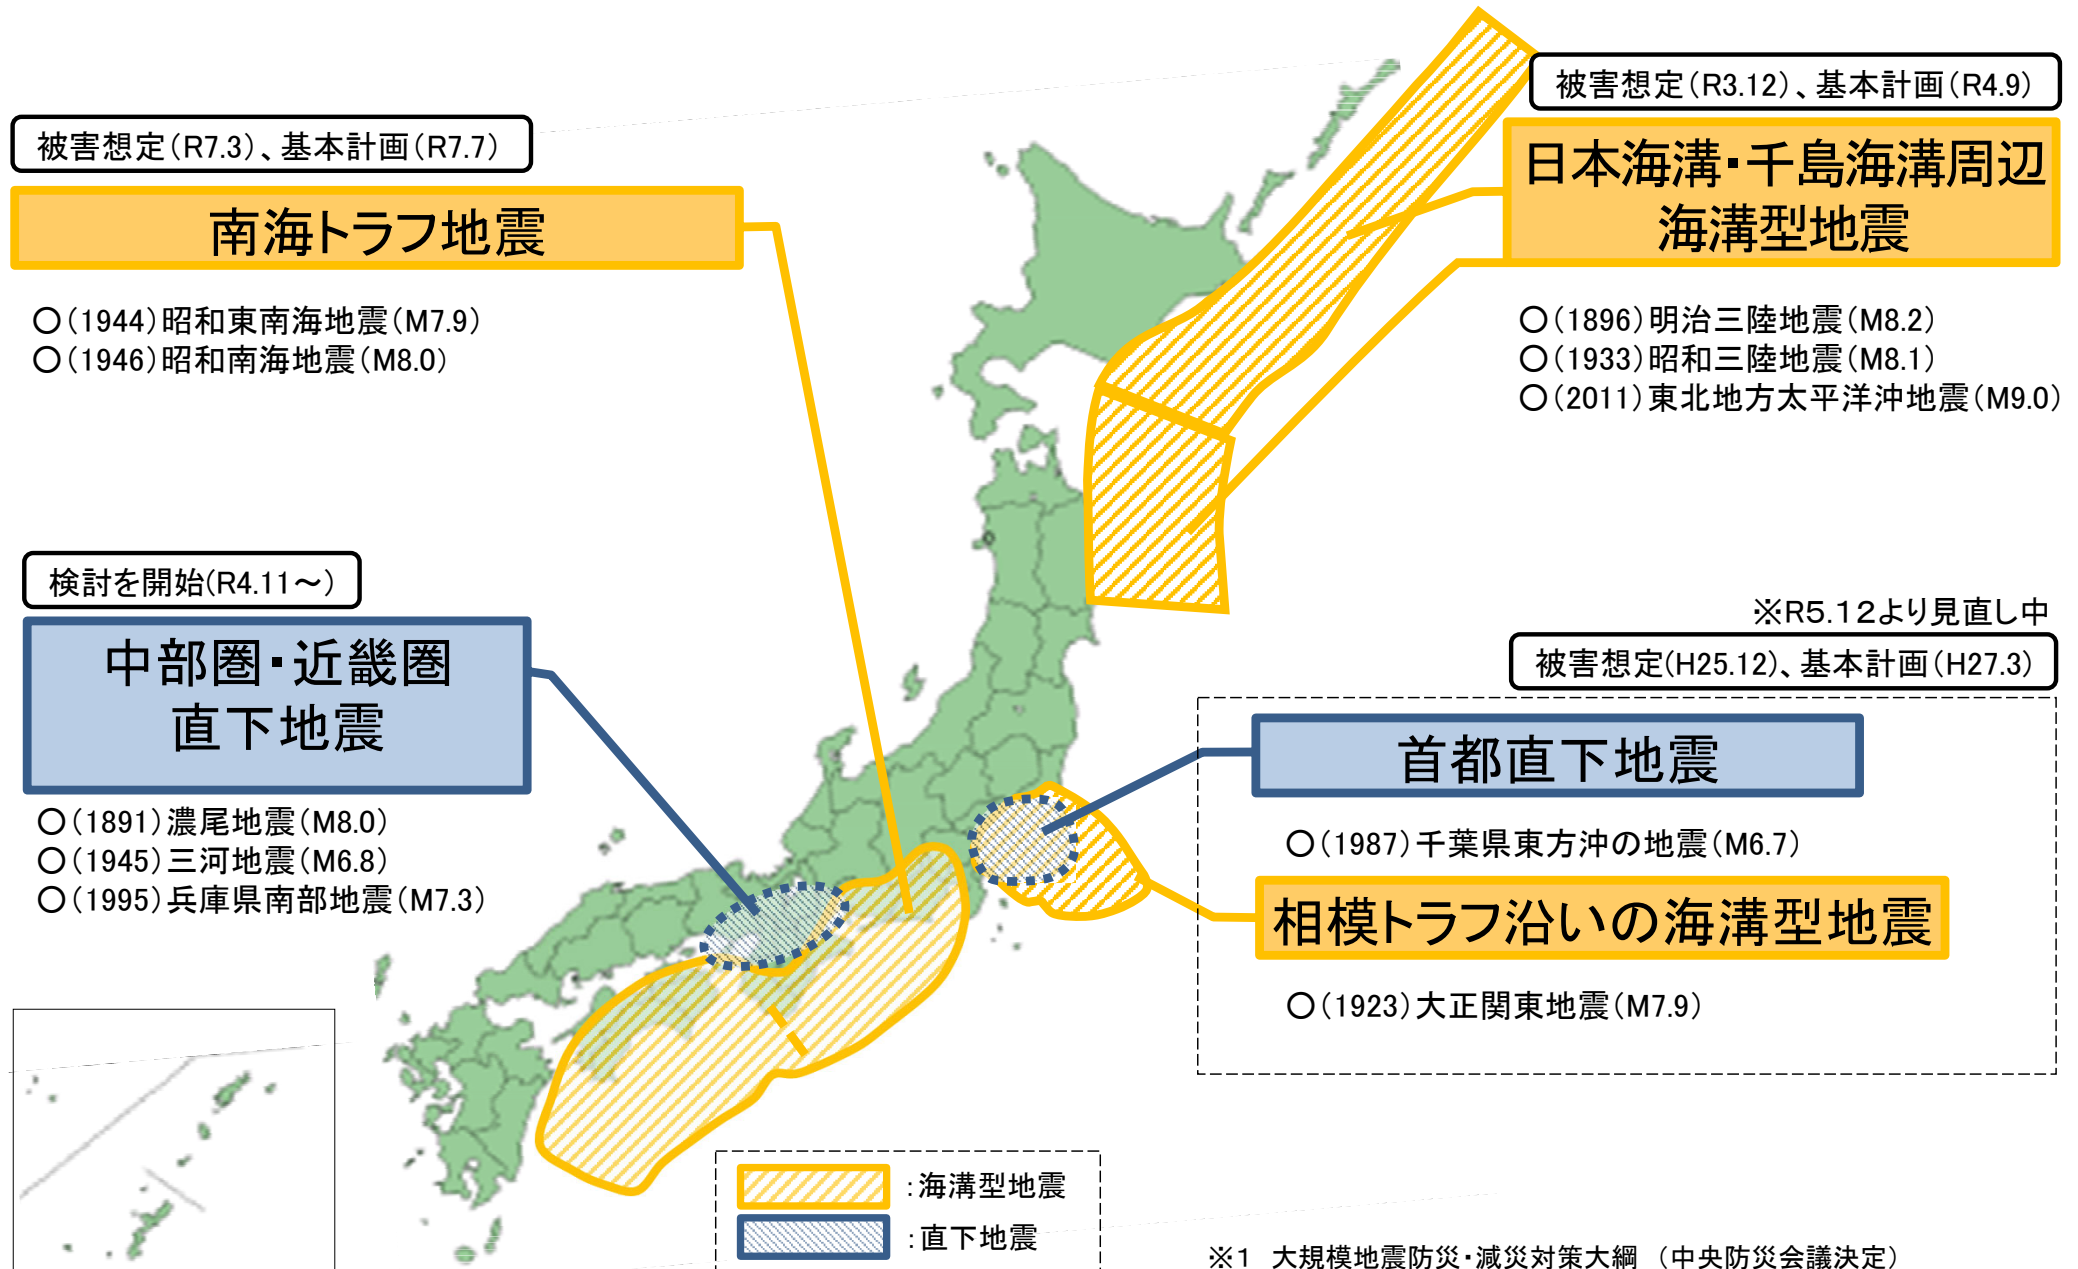 被害想定(R3.12)、基本計画(R4.9)
日本海溝・千島海溝周辺
海溝型地震
○(1896)明治三陸地震(M8.2)
○(1933)昭和三陸地震(M8.1)
○(2011)東北地方太平洋沖地震(M9.0)
被害想定(R7.3)、基本計画(R7.7)
南海トラフ地震
○(1944)昭和東南海地震(M7.9)
○(1946)昭和南海地震(M8.0)
検討を開始(R4.11～)
中部圏・近畿圏
直下地震
○(1891)濃尾地震(M8.0)
○(1945)三河地震(M6.8)
○(1995)兵庫県南部地震(M7.3)
※R5.12より見直し中
被害想定(H25.12)、基本計画(H27.3)
首都直下地震
○(1987)千葉県東方沖の地震(M6.7)
相模トラフ沿いの海溝型地震
○(1923)大正関東地震(M7.9)
:海溝型地震
:直下地震
※1 大規模地震防災・減災対策大綱 (中央防災会議決定)